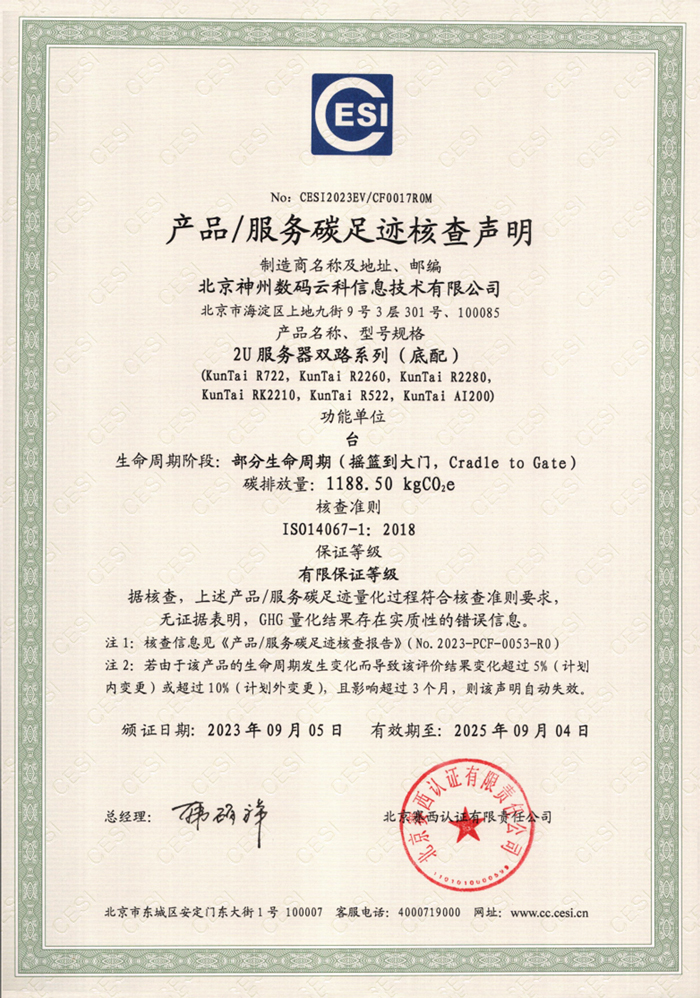 CESI
No: CESI2023EV/CF0017R0M
产品/服务碳足迹核查声明
制造商名称及地址、邮编
北京神州数码云科信息技术有限公司
北京市海淀区上地九街9号3层301号、100085
产品名称、型号规格
2U服务器双路系列（底配）
(KunTai R722, KunTai R2260, KunTai R2280,
KunTai RK2210, KunTai R522, KunTai AI200)
功能单位
台
生命周期阶段：部分生命周期（摇篮到大门，Cradle to Gate）
碳排放量：1188.50 kgCO₂e
核查准则
ISO14067-1: 2018
保证等级
有限保证等级
据核查，上述产品/服务碳足迹量化过程符合核查准则要求，
无证据表明，GHG量化结果存在实质性的错误信息。
注1：核查信息见《产品/服务碳足迹核查报告》（No.2023-PCF-0053-R0）
注2：若由于该产品的生命周期发生变化而导致该评价结果变化超过5%（计划
内变更）或超过10%（计划外变更），且影响超过3个月，则该声明自动失效。
颁证日期：2023年09月05日 有效期至：2025年09月04日
总经理：
北京赛西认证有限责任公司
北京赛西认证有限责任公司
北京市东城区安定门东大街1号 100007 客服电话：4000719000 网址：www.cc.cesi.cn